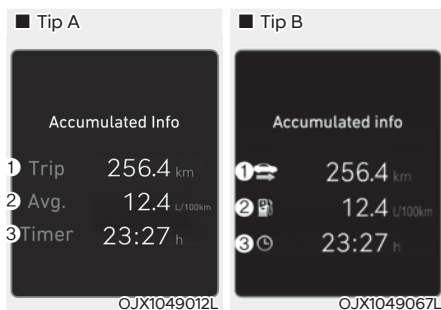 ■ Tip A
Accumulated Info
1 Trip 256.4 km
2 Avg. 12.4 L/100km
3 Timer 23:27 h
OJX1049012L
■ Tip B
Accumulated info
1 256.4 km
2 12.4 L/100km
3 23:27 h
OJX1049067L